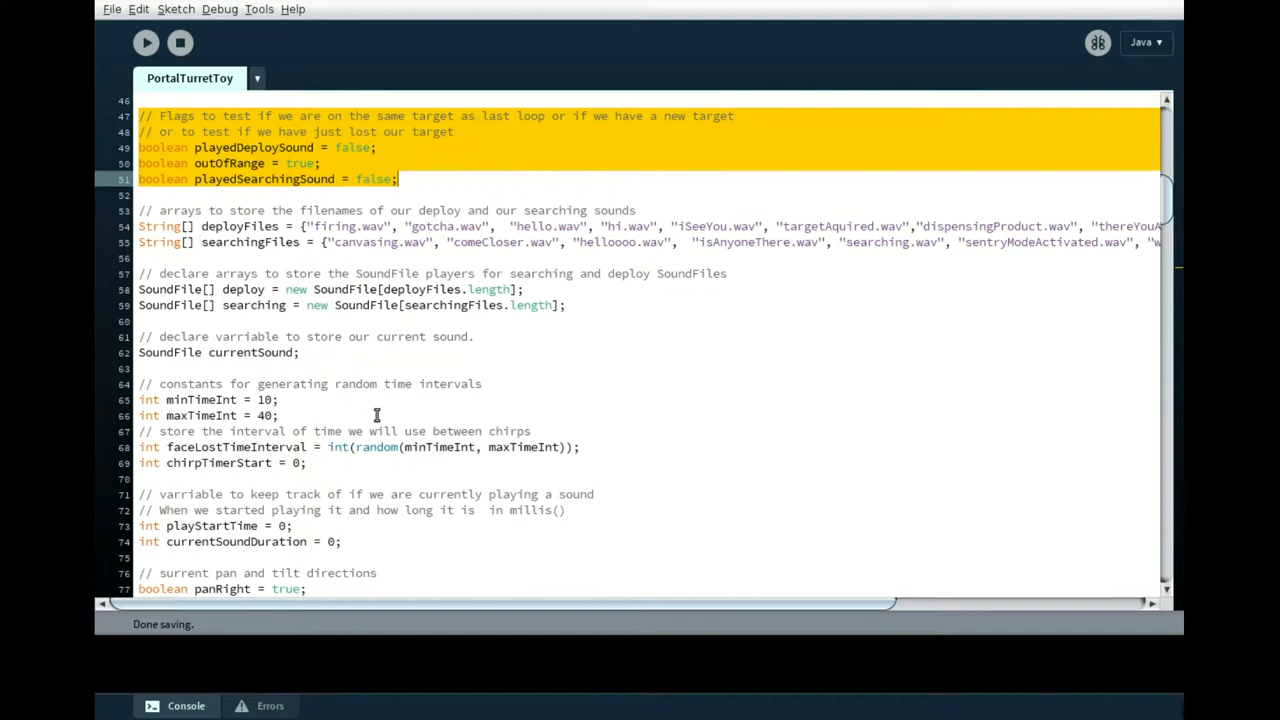 File Edit Sketch Debug Tools Help
Java ▾
PortalTurretToy ▾
46
47 // Flags to test if we are on the same target as last loop or if we have a new target
48 // or to test if we have just lost our target
49 boolean playedDeploySound = false;
50 boolean outOfRange = true;
51 boolean playedSearchingSound = false;
52
53 // arrays to store the filenames of our deploy and our searching sounds
54 String[] deployFiles = {"firing.wav", "gotcha.wav",  "hello.wav", "hi.wav", "iSeeYou.wav", "targetAquired.wav","dispensingProduct.wav", "thereYouA
55 String[] searchingFiles = {"canvasing.wav", "comeCloser.wav", "helloooo.wav",  "isAnyoneThere.wav", "searching.wav", "sentryModeActivated.wav", "w
56
57 // declare arrays to store the SoundFile players for searching and deploy SoundFiles
58 SoundFile[] deploy = new SoundFile[deployFiles.length];
59 SoundFile[] searching = new SoundFile[searchingFiles.length];
60
61 // declare varriable to store our current sound.
62 SoundFile currentSound;
63
64 // constants for generating random time intervals
65 int minTimeInt = 10;
66 int maxTimeInt = 40;
67 // store the interval of time we will use between chirps
68 int faceLostTimeInterval = int(random(minTimeInt, maxTimeInt));
69 int chirpTimerStart = 0;
70
71 // varriable to keep track of if we are currently playing a sound
72 // When we started playing it and how long it is  in millis()
73 int playStartTime = 0;
74 int currentSoundDuration = 0;
75
76 // surrent pan and tilt directions
77 boolean panRight = true;
Done saving.
Console Errors